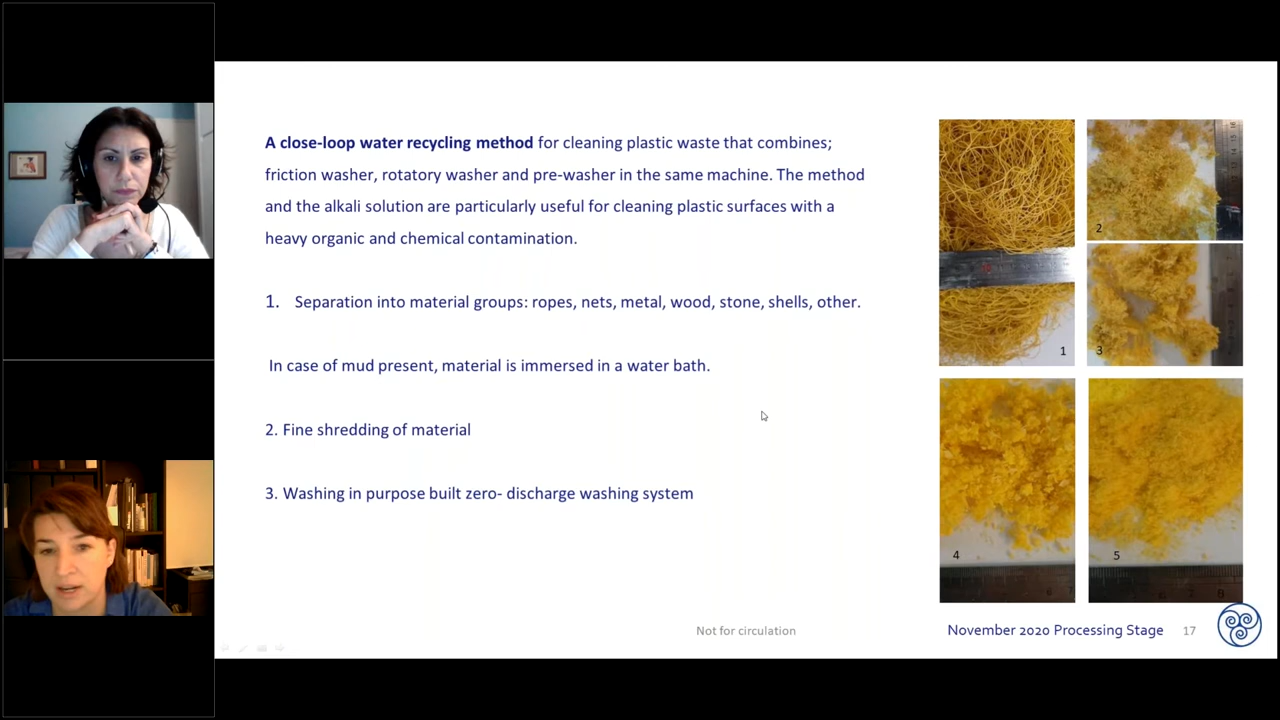 A close-loop water recycling method for cleaning plastic waste that combines;
friction washer, rotatory washer and pre-washer in the same machine. The method
and the alkali solution are particularly useful for cleaning plastic surfaces with a
heavy organic and chemical contamination.
1. Separation into material groups: ropes, nets, metal, wood, stone, shells, other.
In case of mud present, material is immersed in a water bath.
2. Fine shredding of material
3. Washing in purpose built zero- discharge washing system
1
2
3
4
5
Not for circulation
November 2020 Processing Stage 17